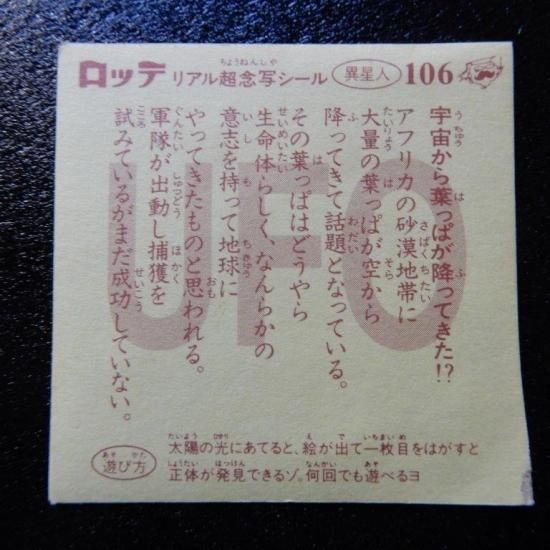 ロッテ リアル超念写シール 異星人 106
宇宙から葉っぱが降ってきた!?
アフリカの砂漠地帯に
大量の葉っぱが空から
降ってきて話題となっている。
その葉っぱはどうやら
生命体らしく、なんらかの
意志を持って地球に
やってきたものと思われる。
軍隊が出動し捕獲を
試みているがまだ成功していない。
UFO
遊び方
太陽の光にあてると、絵が出て一枚目をはがすと
正体が発見できるゾ。何回でも遊べるヨ